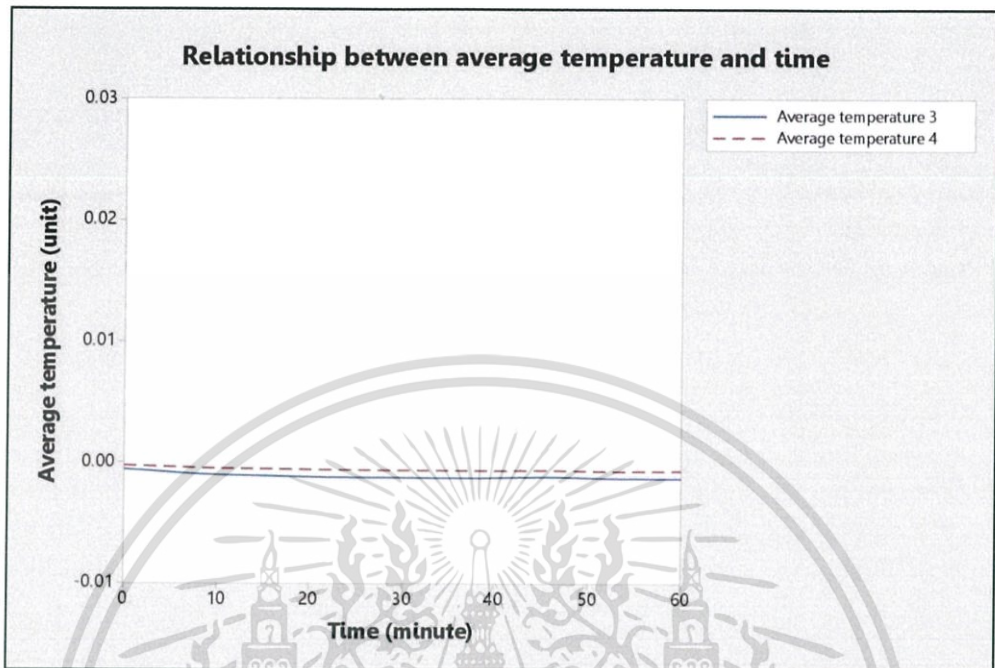 Relationship between average temperature and time
0.03
0.02
0.01
0.00
-0.01
Average temperature (unit)
0 10 20 30 40 50 60
Time (minute)
Average temperature 3
Average temperature 4